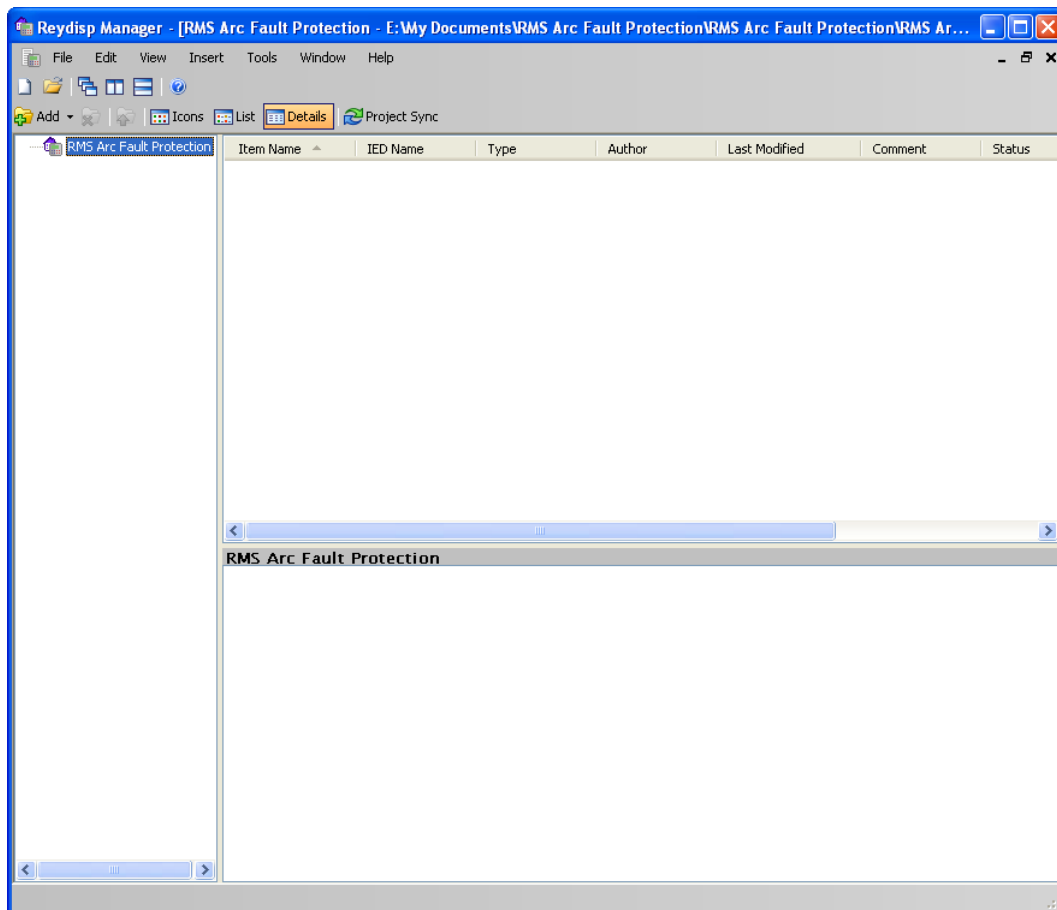 Reydisp Manager - [RMS Arc Fault Protection - E:\My Documents\RMS Arc Fault Protection\RMS Arc Fault Protection\RMS Ar...
File Edit View Insert Tools Window Help
Add Icons List Details Project Sync
RMS Arc Fault Protection
Item Name IED Name Type Author Last Modified Comment Status
RMS Arc Fault Protection